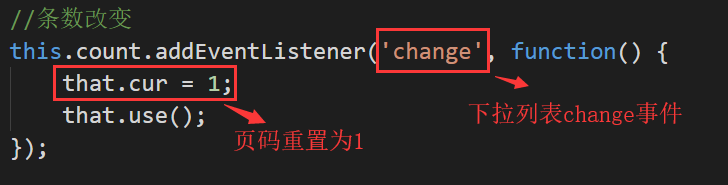 //条数改变
this.count.addEventListener('change', function() {
that.cur = 1;
that.use();
下拉列表change事件
页码重置为1
});